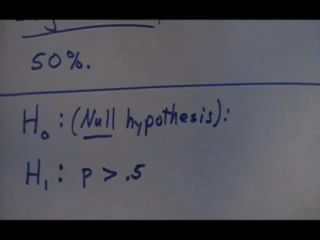 50%.
H₀: (Null hypothesis):
H₁: p > .5